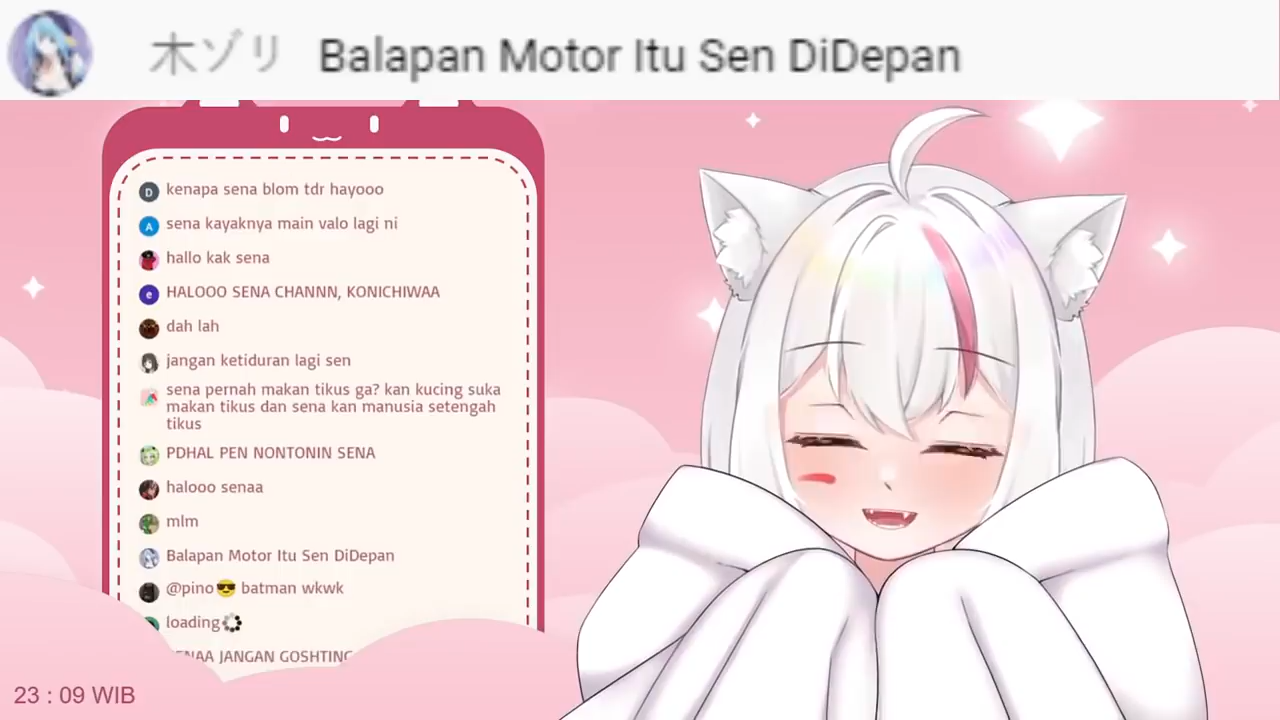 木ゾリ Balapan Motor Itu Sen DiDepan
D kenapa sena blom tdr hayooo
A sena kayaknya main valo lagi ni
hallo kak sena
e HALOOO SENA CHANNN, KONICHIWAA
dah lah
jangan ketiduran lagi sen
sena pernah makan tikus ga? kan kucing suka
makan tikus dan sena kan manusia setengah
tikus
PDHAL PEN NONTONIN SENA
halooo senaa
mlm
Balapan Motor Itu Sen DiDepan
@pino😎 batman wkwk
loading
JANGAN GOSHTING
23 : 09 WIB